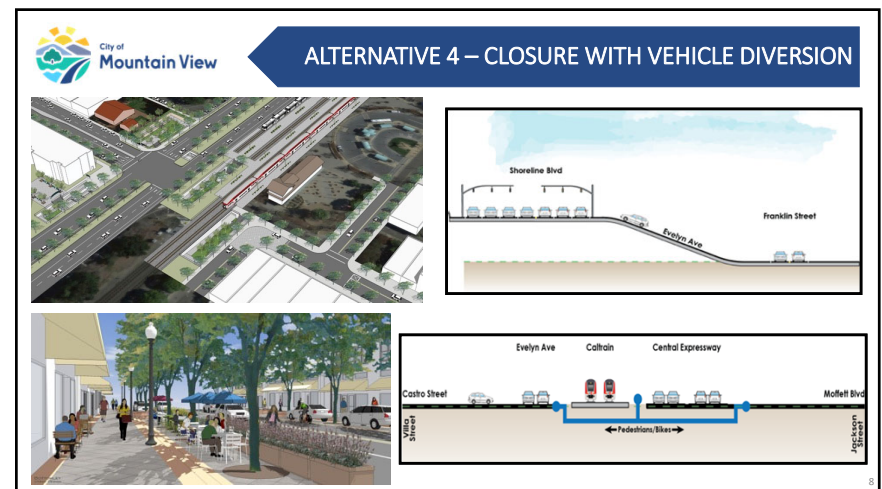 City of
Mountain View
ALTERNATIVE 4 – CLOSURE WITH VEHICLE DIVERSION
Shoreline Blvd
Evelyn Ave
Franklin Street
Evelyn Ave
Caltrain
Central Expressway
Castro Street
Moffett Blvd
Villa
Street
Pedestrians/Bikes
Jackson
Street
8